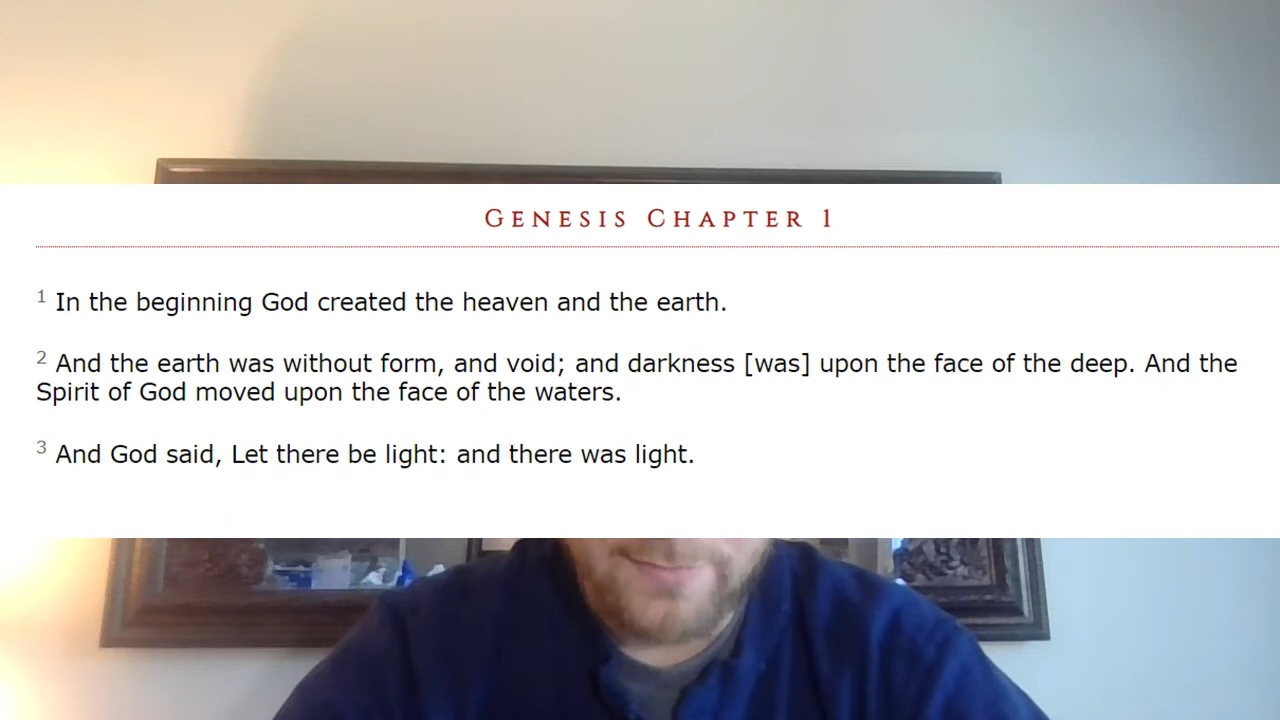 GENESIS CHAPTER 1
1 In the beginning God created the heaven and the earth.
2 And the earth was without form, and void; and darkness [was] upon the face of the deep. And the
Spirit of God moved upon the face of the waters.
3 And God said, Let there be light: and there was light.